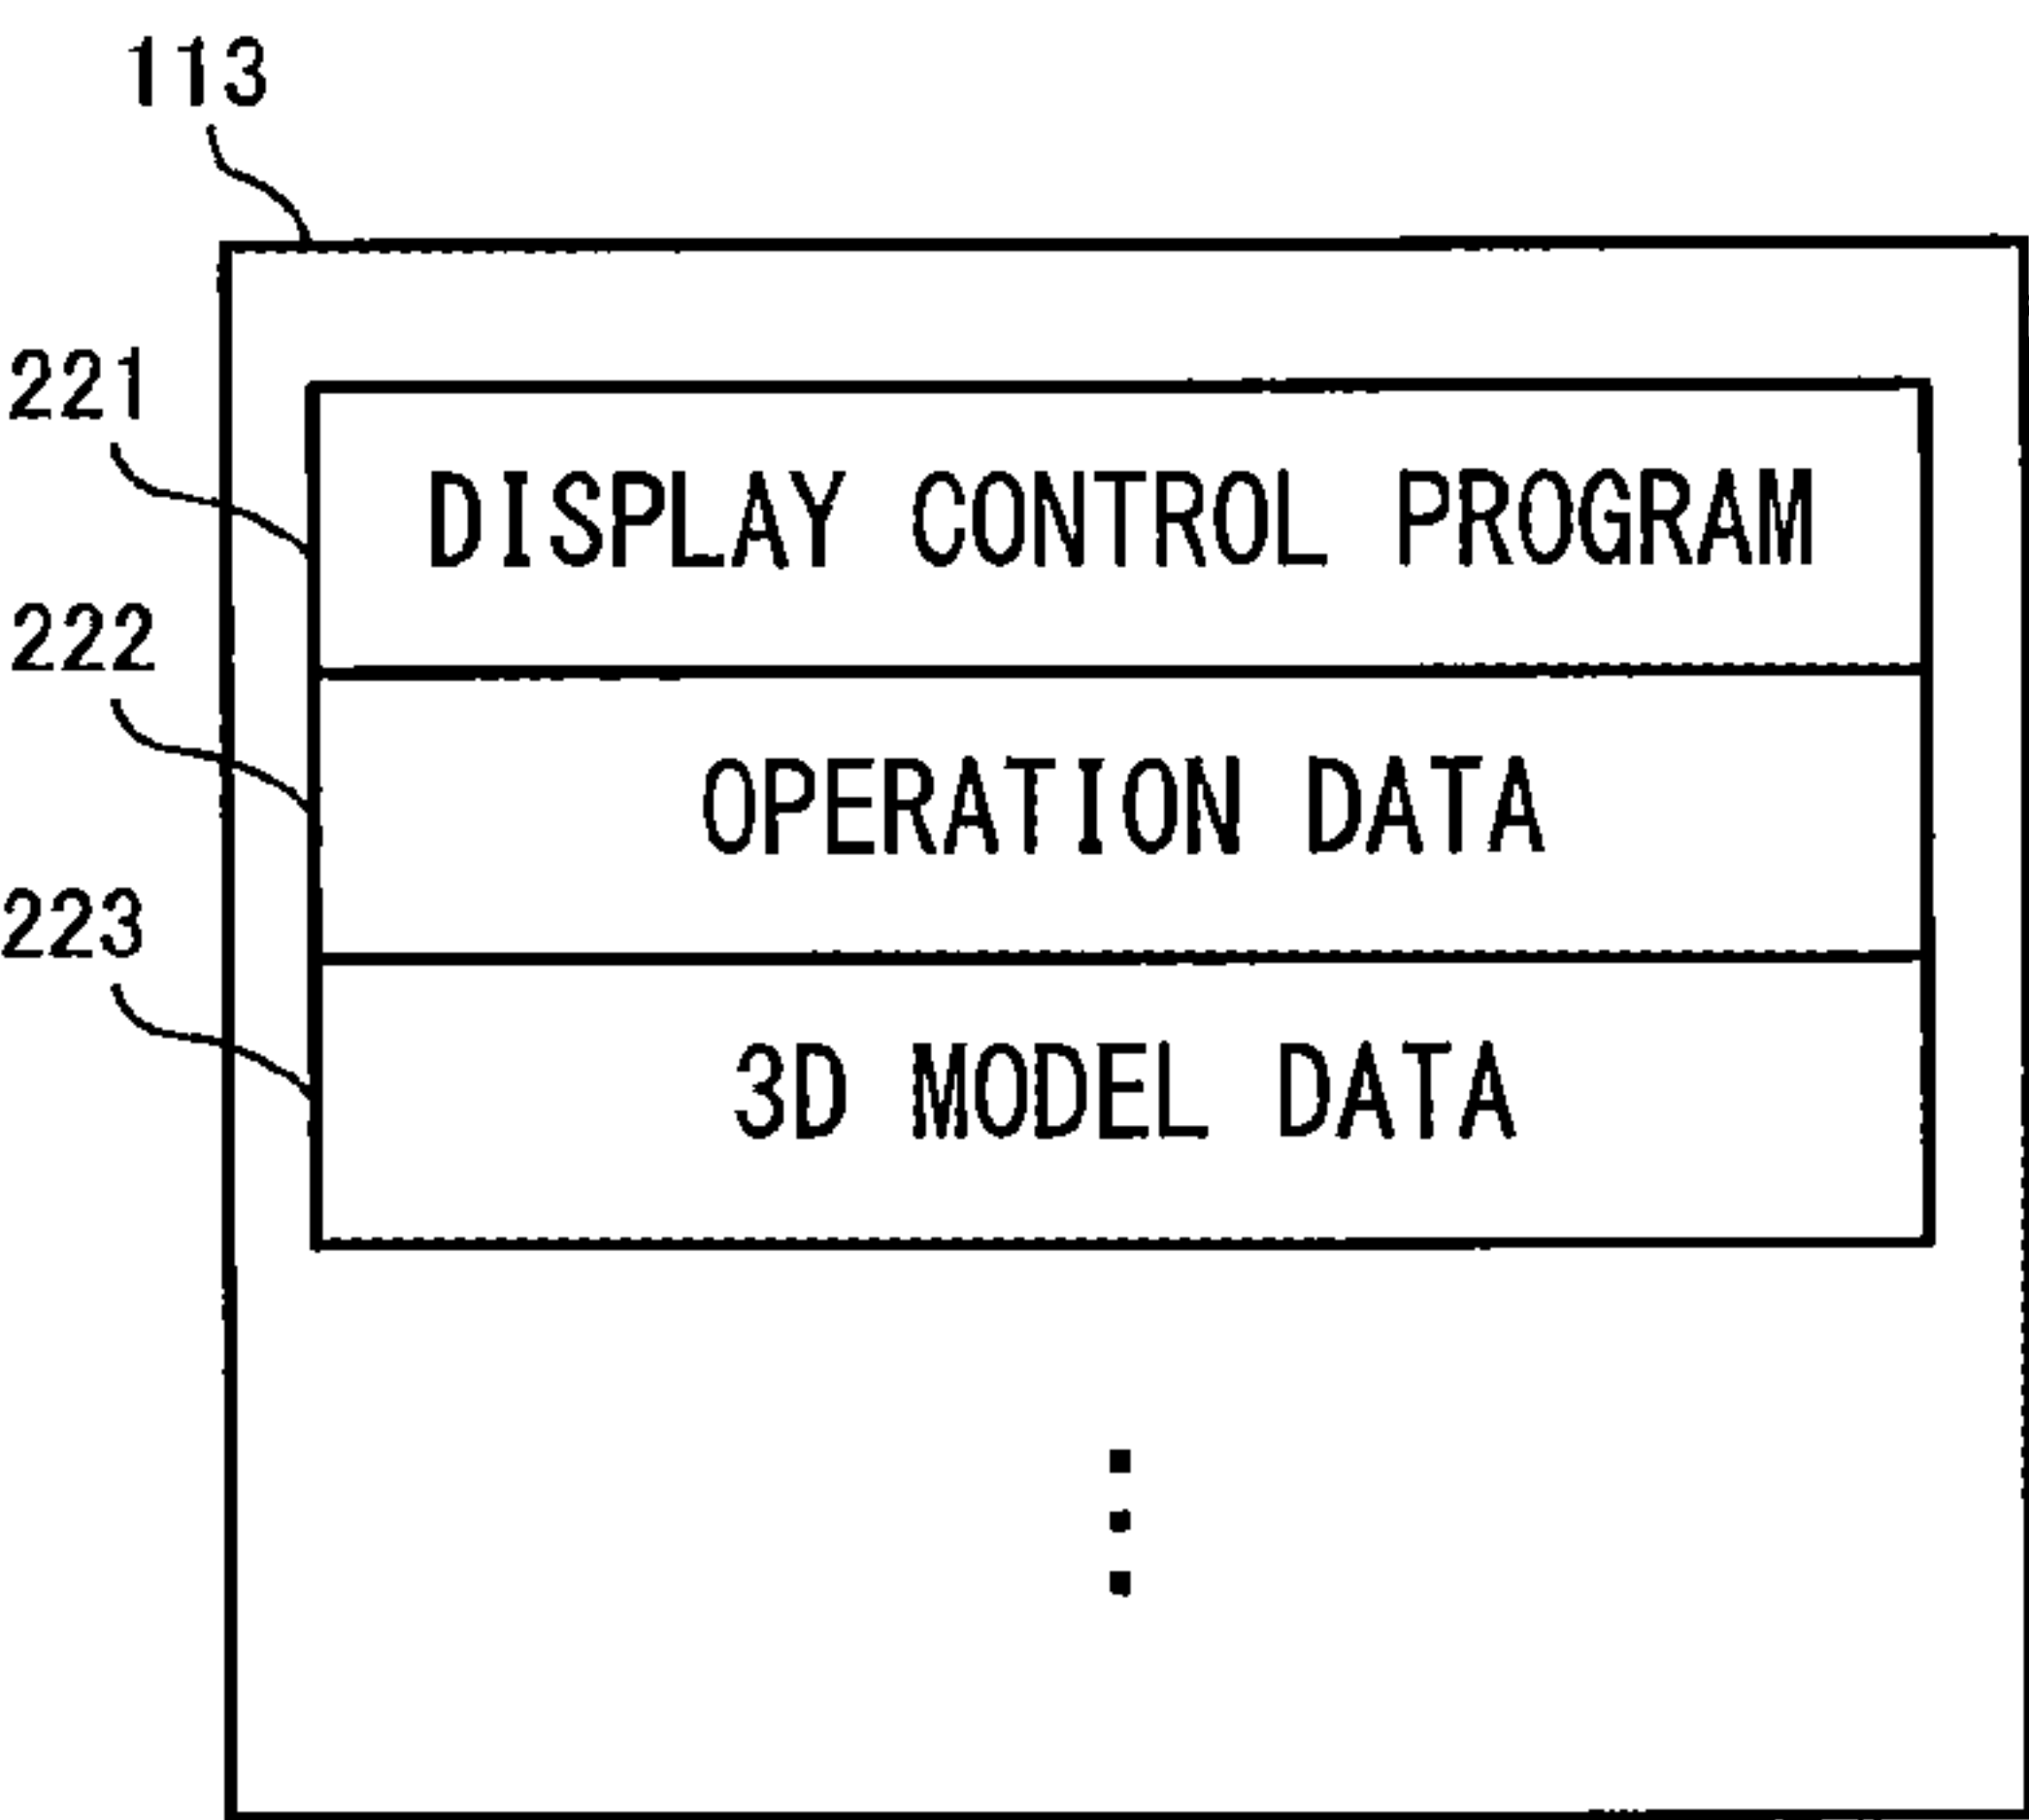 113
221
DISPLAY CONTROL PROGRAM
222
OPERATION DATA
223
3D MODEL DATA